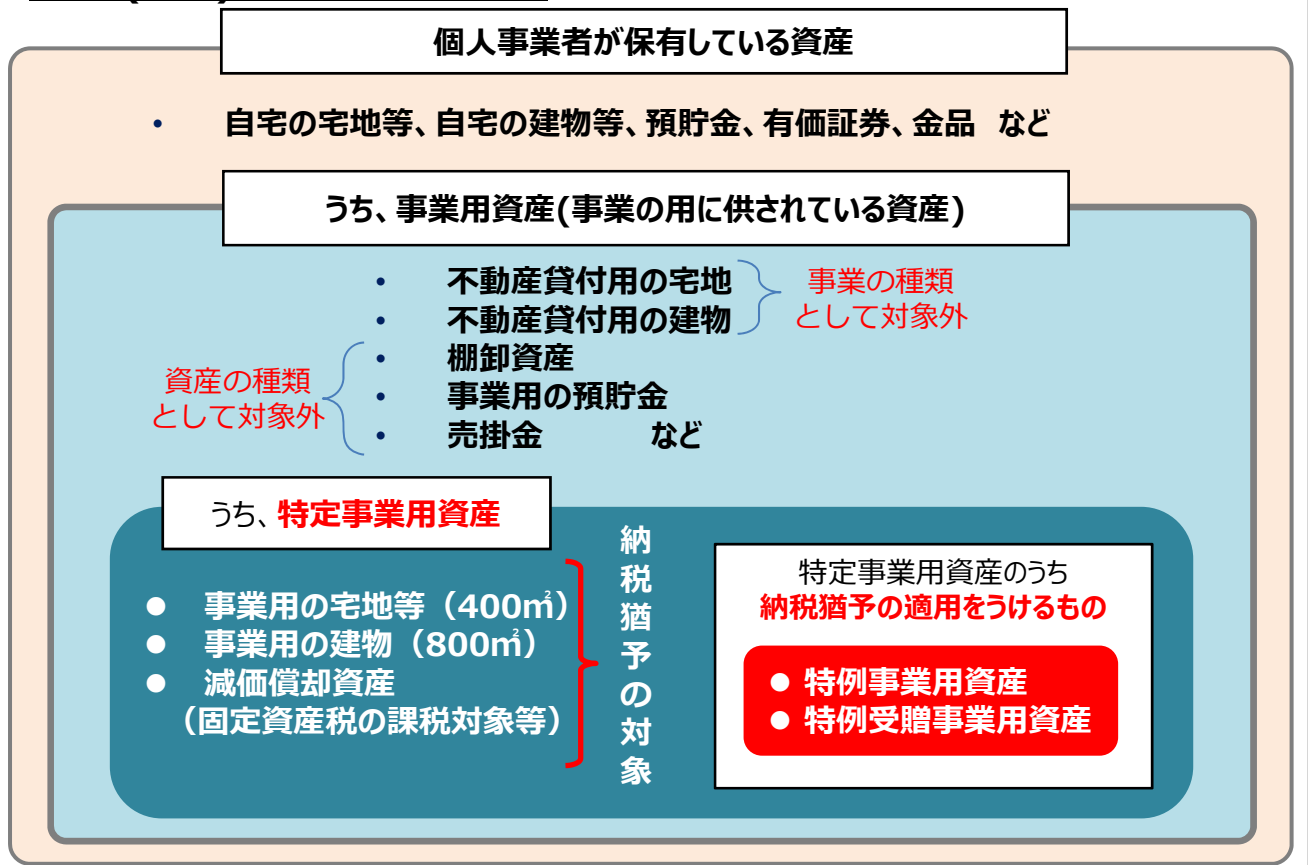 個人事業者が保有している資産
• 自宅の宅地等、自宅の建物等、預貯金、有価証券、金品 など
うち、事業用資産(事業の用に供されている資産)
• 不動産貸付用の宅地
• 不動産貸付用の建物
事業の種類
として対象外
• 棚卸資産
• 事業用の預貯金
• 売掛金 など
資産の種類
として対象外
うち、特定事業用資産
● 事業用の宅地等（400㎡）
● 事業用の建物（800㎡）
● 減価償却資産
（固定資産税の課税対象等）
納税猶予の対象
特定事業用資産のうち
納税猶予の適用をうけるもの
● 特例事業用資産
● 特例受贈事業用資産